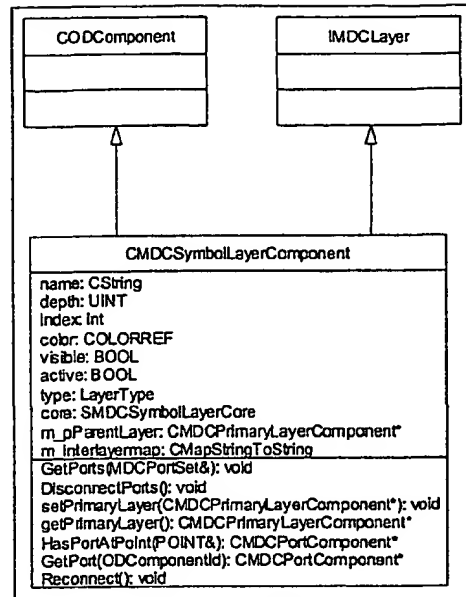 CODComponent
IMDCLayer
CMDCSymbolLayerComponent
name: CString
depth: UINT
index: int
color: COLORREF
visible: BOOL
active: BOOL
type: LayerType
core: SMDCSymbolLayerCore
m_pParentLayer: CMDCPrimaryLayerComponent*
m_interlayermap: CMapStringToString
GetPorts(MDCPortSet&): void
DisconnectPorts(): void
setPrimaryLayer(CMDCPrimaryLayerComponent*): void
getPrimaryLayer(): CMDCPrimaryLayerComponent*
HasPortAtPoint(POINT&): CMDCPortComponent*
GetPort(ODComponentId): CMDCPortComponent*
Reconnect(): void